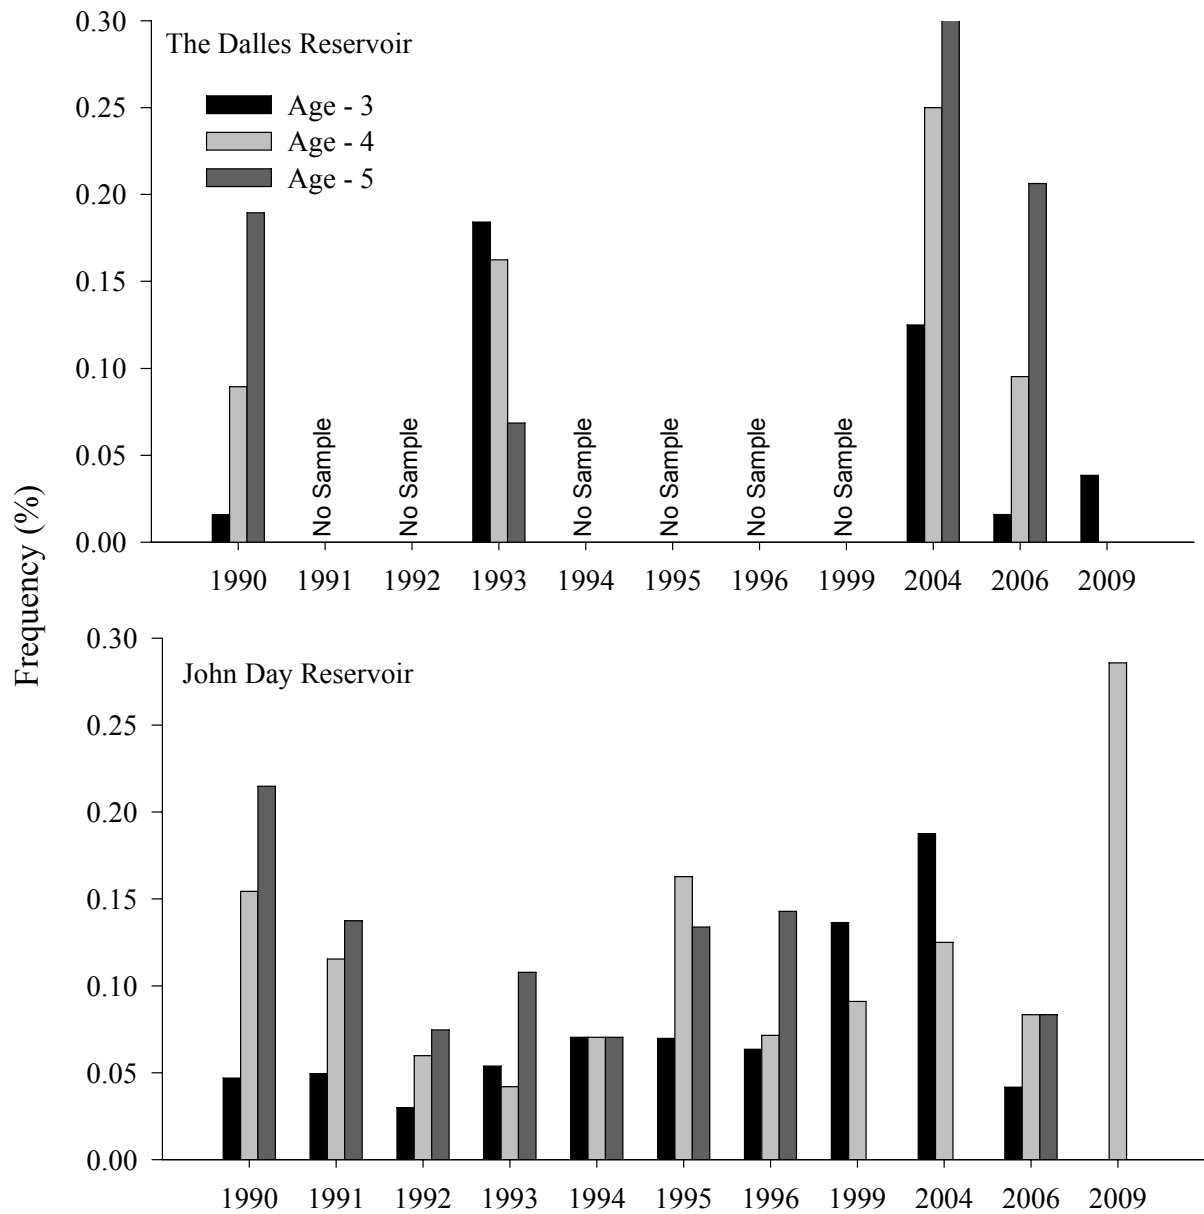 0.30
The Dalles Reservoir
Age - 3
Age - 4
Age - 5
0.25
0.20
0.15
0.10
0.05
0.00
No Sample
No Sample
No Sample
No Sample
No Sample
No Sample
1990 1991 1992 1993 1994 1995 1996 1999 2004 2006 2009
Frequency (%)
0.30
John Day Reservoir
0.25
0.20
0.15
0.10
0.05
0.00
1990 1991 1992 1993 1994 1995 1996 1999 2004 2006 2009